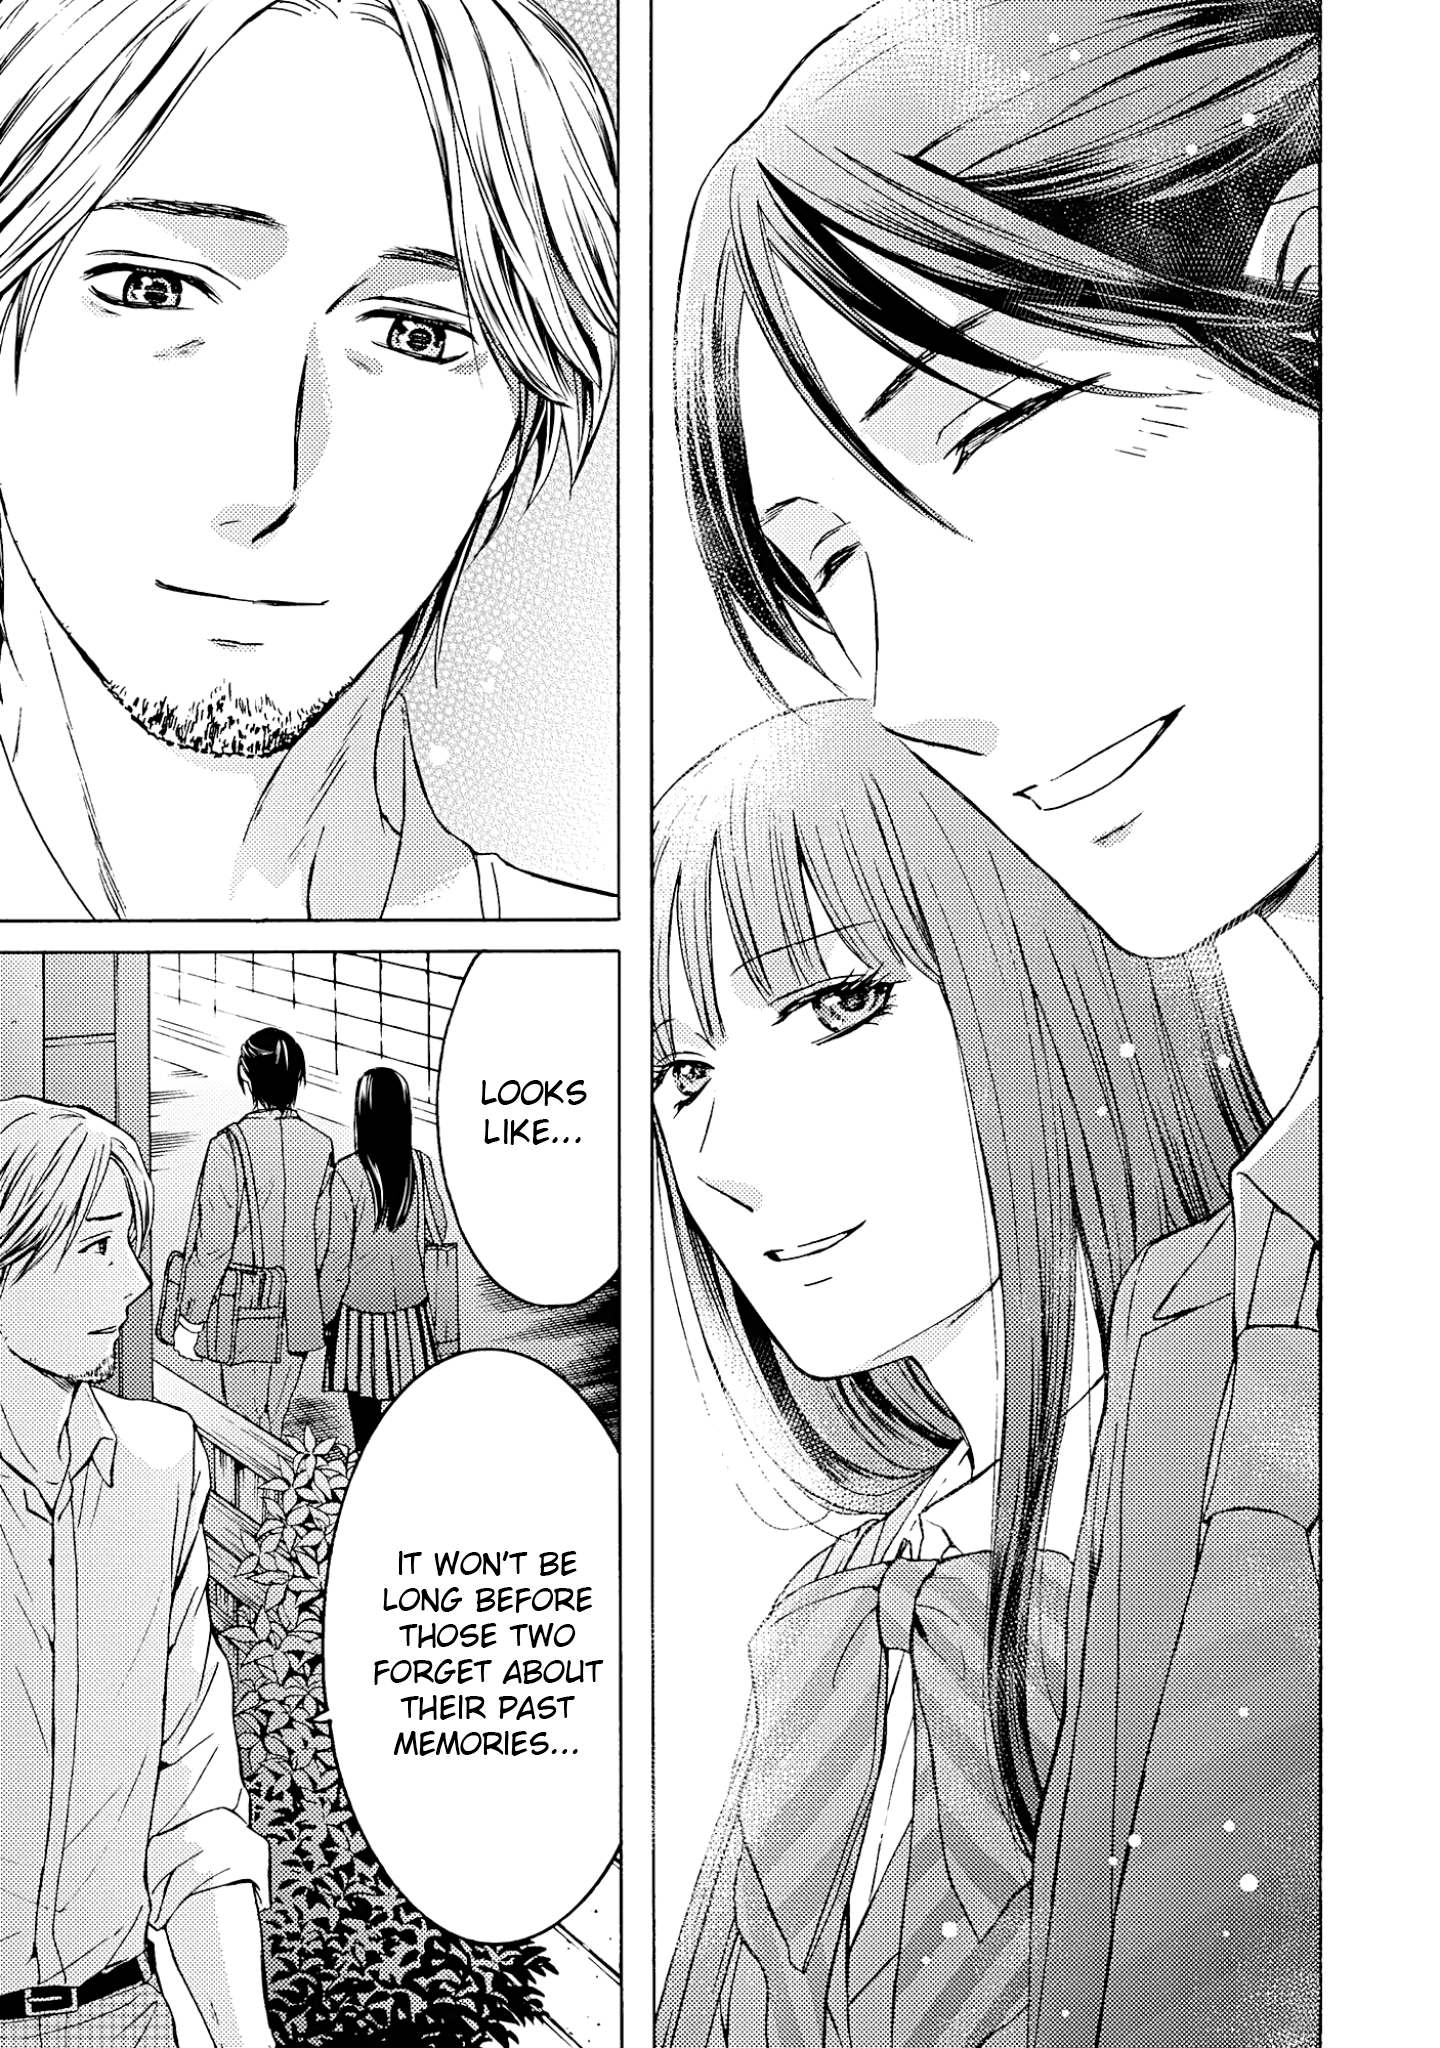 LOOKS
LIKE...
IT WON'T BE
LONG BEFORE
THOSE TWO
FORGET ABOUT
THEIR PAST
MEMORIES...